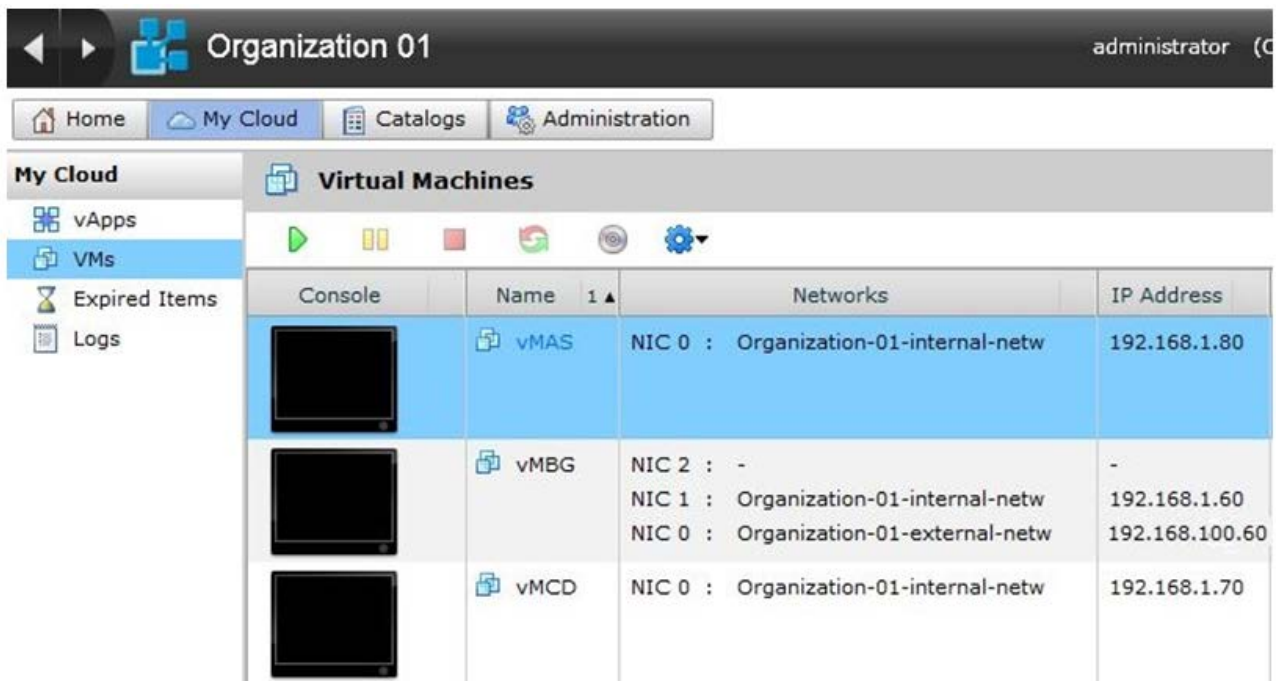 Organization 01 administrator (C
Home My Cloud Catalogs Administration
My Cloud
vApps
VMs
Expired Items
Logs
Virtual Machines
Console Name 1 ▲ Networks IP Address
vMAS NIC 0 : Organization-01-internal-netw 192.168.1.80
vMBG NIC 2 : - -
NIC 1 : Organization-01-internal-netw 192.168.1.60
NIC 0 : Organization-01-external-netw 192.168.100.60
vMCD NIC 0 : Organization-01-internal-netw 192.168.1.70